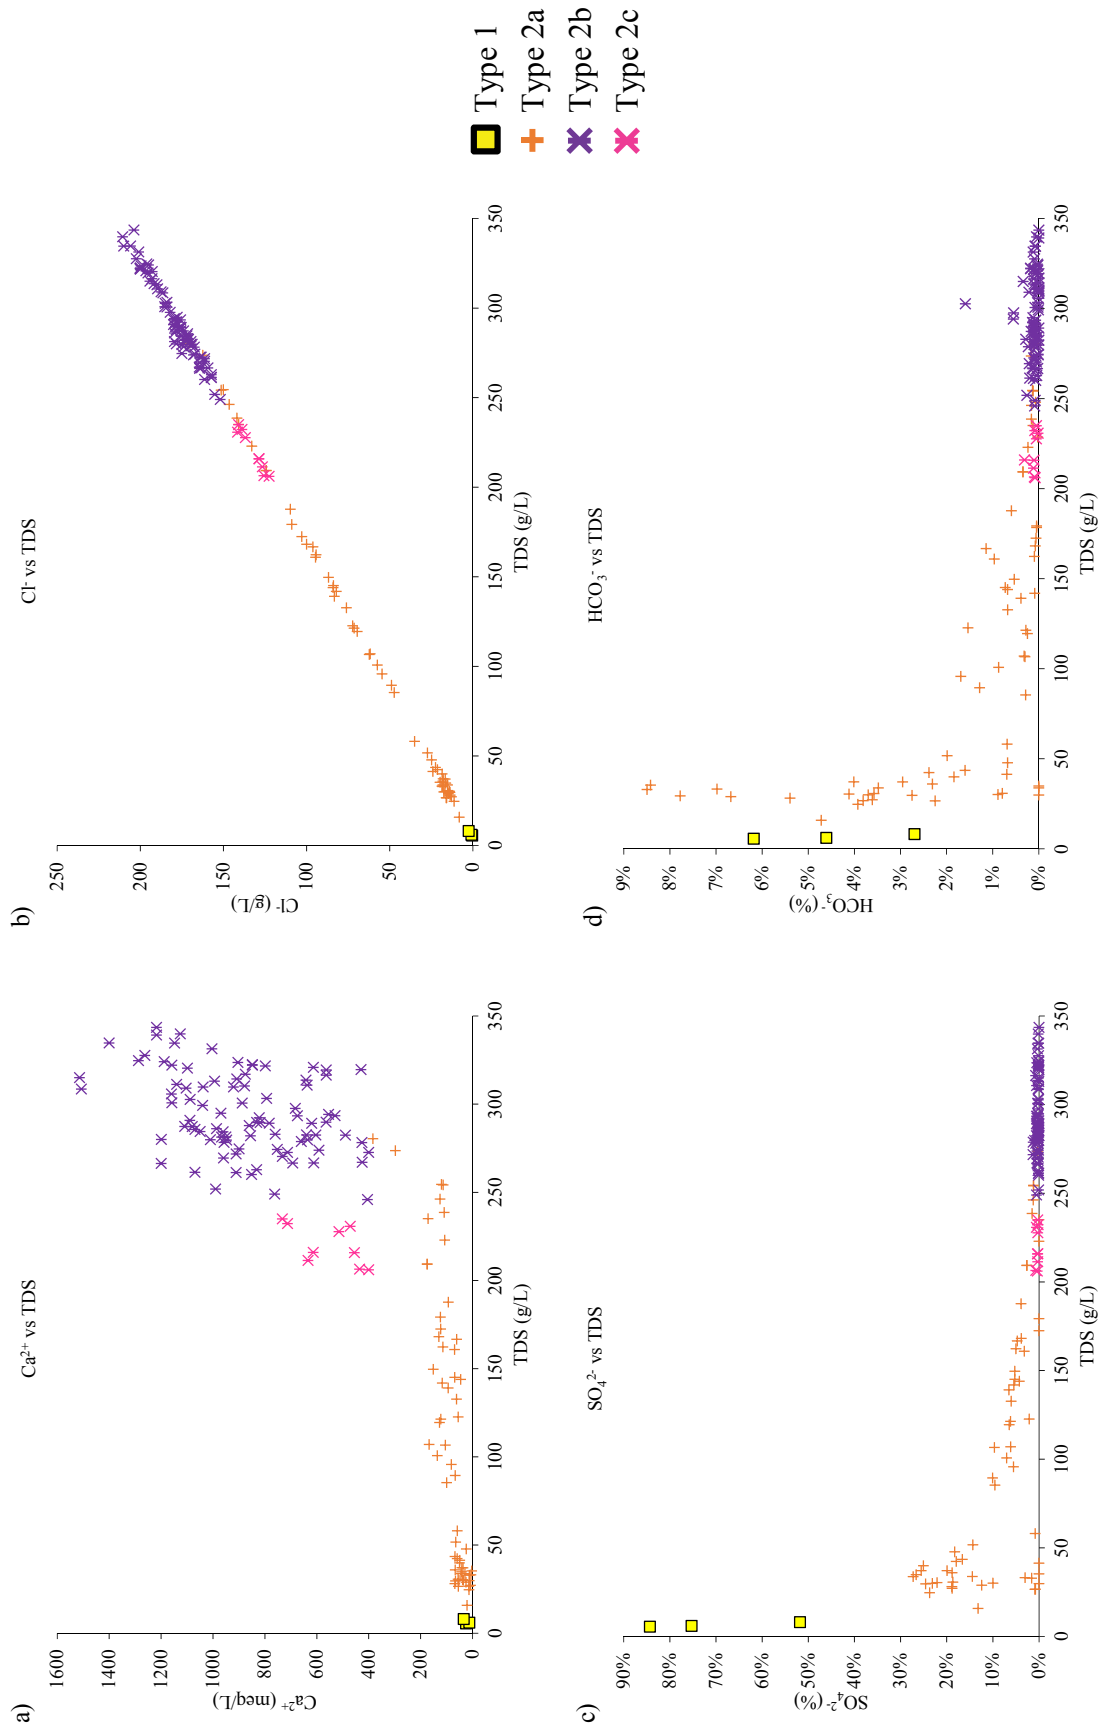 a)
Ca²⁺ vs TDS
Ca²⁺ (meq/L)
1600
1400
1200
1000
800
600
400
200
0
0 50 100 150 200 250 300 350
TDS (g/L)
b)
Cl⁻ vs TDS
Cl⁻ (g/L)
250
200
150
100
50
0
0 50 100 150 200 250 300 350
TDS (g/L)
Type 1
Type 2a
Type 2b
Type 2c
c)
SO₄²⁻ vs TDS
SO₄²⁻ (%)
90%
80%
70%
60%
50%
40%
30%
20%
10%
0%
0 50 100 150 200 250 300 350
TDS (g/L)
d)
HCO₃⁻ vs TDS
HCO₃⁻ (%)
9%
8%
7%
6%
5%
4%
3%
2%
1%
0%
0 50 100 150 200 250 300 350
TDS (g/L)